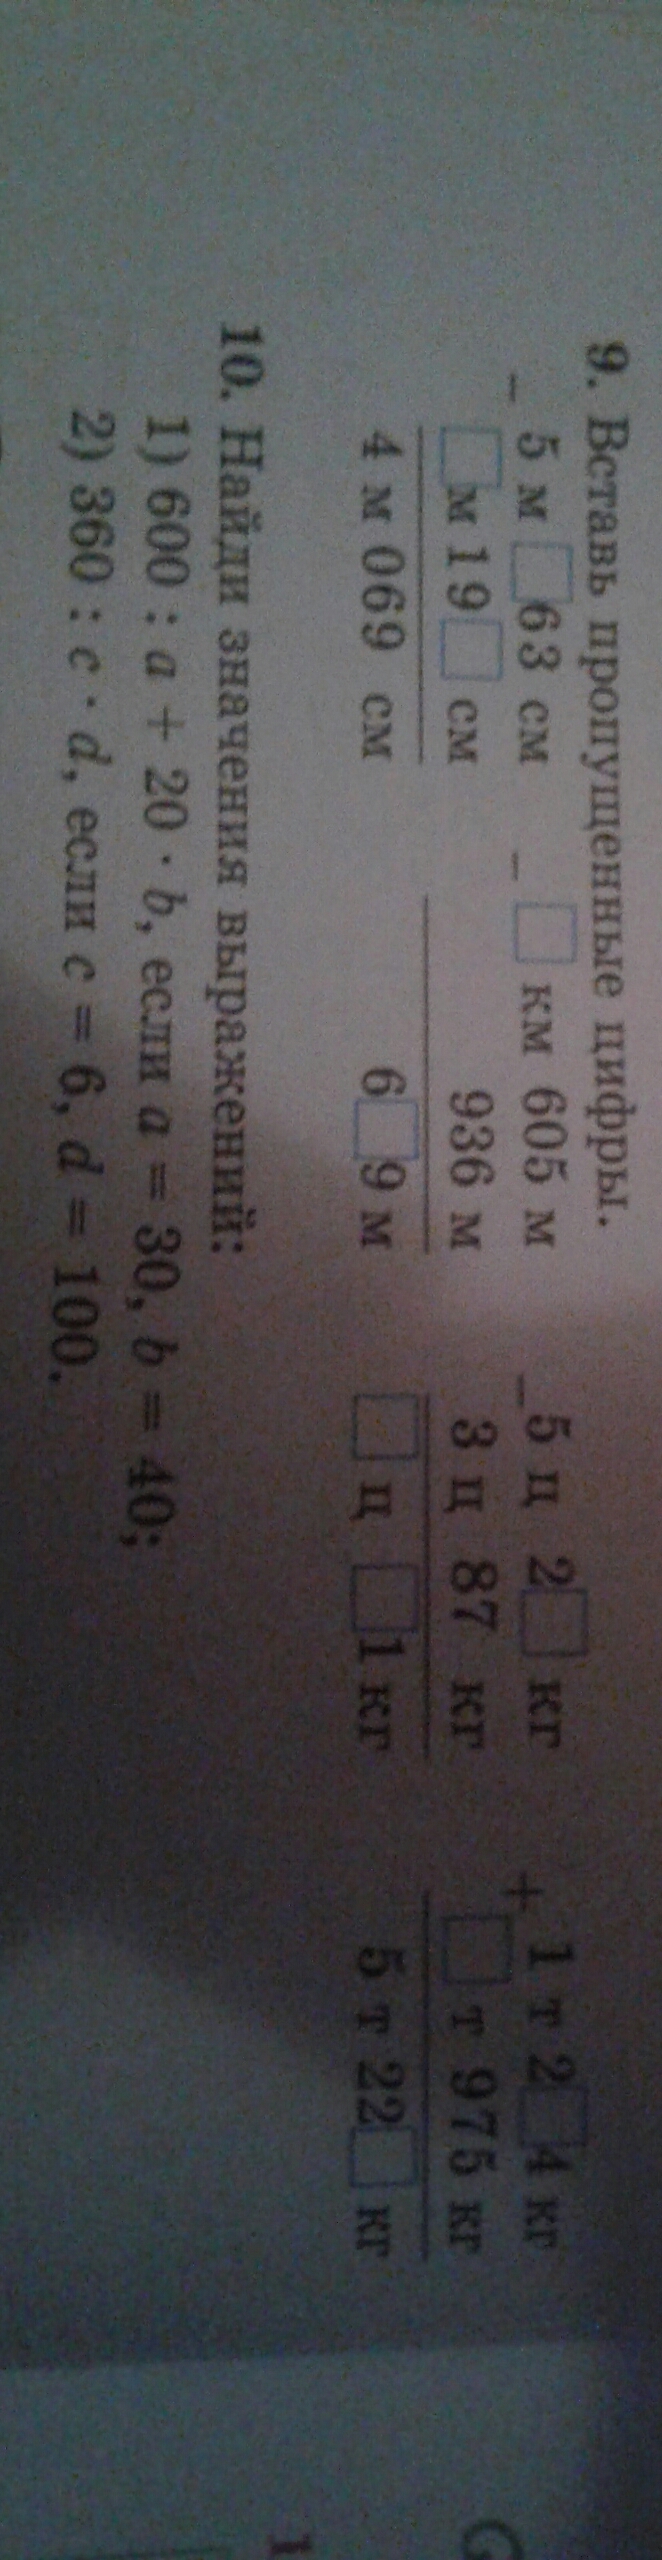 9. Вставь пропущенные цифры.
− 5 м □63 см − □ км 605 м − 5 ц 2□ кг + 1 т 2□4 кг
□м 19□ см 936 м 3 ц 87 кг □ т 975 кг
4 м 069 см 6□9 м □ ц □1 кг 5 т 22□ кг
10. Найди значения выражений:
1) 600 : a + 20 · b, если a = 30, b = 40;
2) 360 : c · d, если c = 6, d = 100.
1